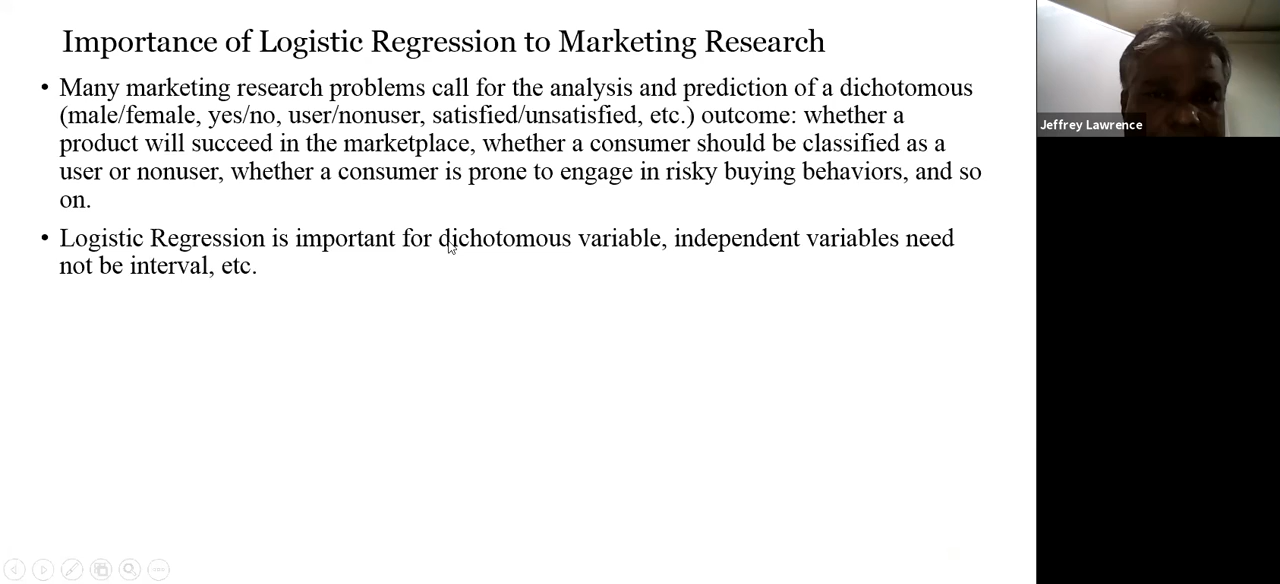 Importance of Logistic Regression to Marketing Research
• Many marketing research problems call for the analysis and prediction of a dichotomous
(male/female, yes/no, user/nonuser, satisfied/unsatisfied, etc.) outcome: whether a
product will succeed in the marketplace, whether a consumer should be classified as a
user or nonuser, whether a consumer is prone to engage in risky buying behaviors, and so
on.
• Logistic Regression is important for dichotomous variable, independent variables need
not be interval, etc.
Jeffrey Lawrence